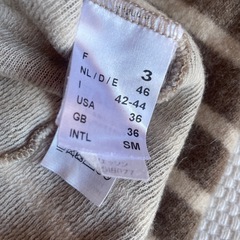 F 3
NL/D/E 46
I 42-44
USA 36
GB 36
INTL SM